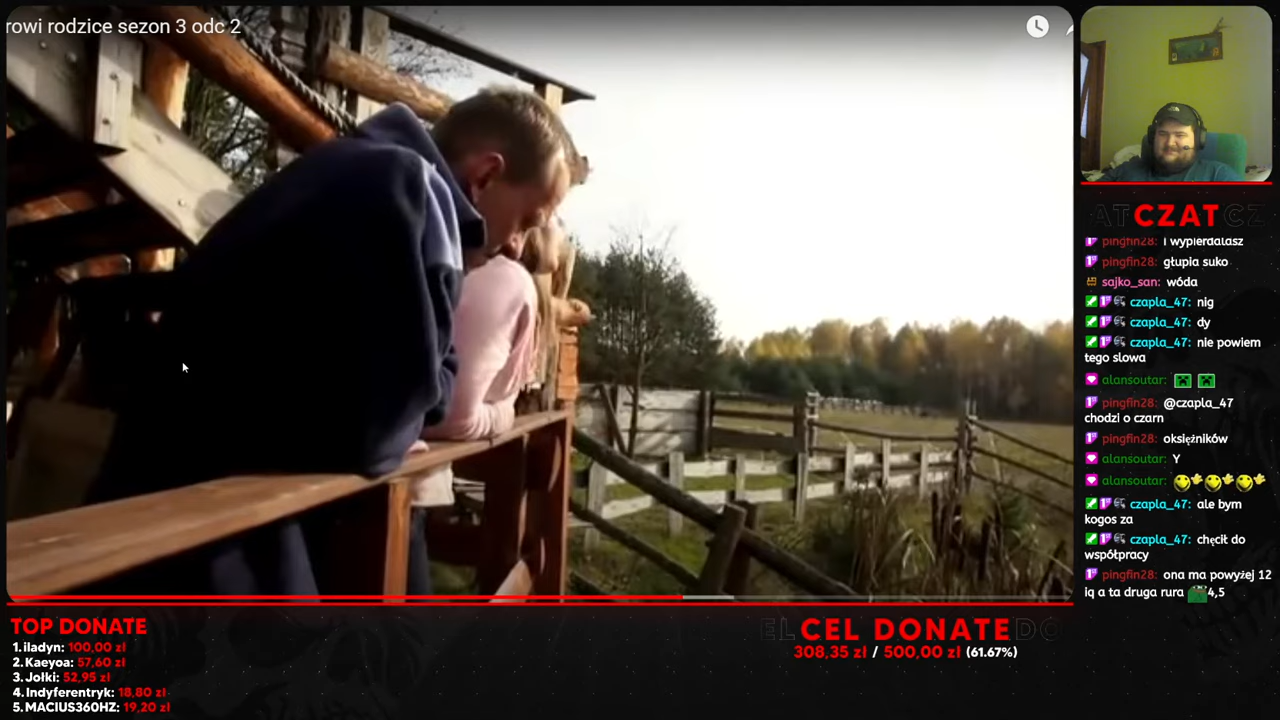 rowi rodzice sezon 3 odc 2
CZAT
pingfin28: i wypierdalasz
pingfin28: głupia suko
sajko_san: wóda
czapla_47: nig
czapla_47: dy
czapla_47: nie powiem
tego slowa
alansoutar:
pingfin28: @czapla_47
chodzi o czarn
pingfin28: oksiężników
alansoutar: Y
alansoutar:
czapla_47: ale bym
kogos za
czapla_47: chęcił do
współpracy
pingfin28: ona ma powyżej 12
iq a ta druga rura 4,5
TOP DONATE
1. iladyn: 100,00 zł
2. Kaeyoa: 57,60 zł
3. Jołki: 52,95 zł
4. Indyferentryk: 18,80 zł
5. MACIUS360HZ: 19,20 zł
EL CEL DONATE DO
308,35 zł / 500,00 zł (61.67%)